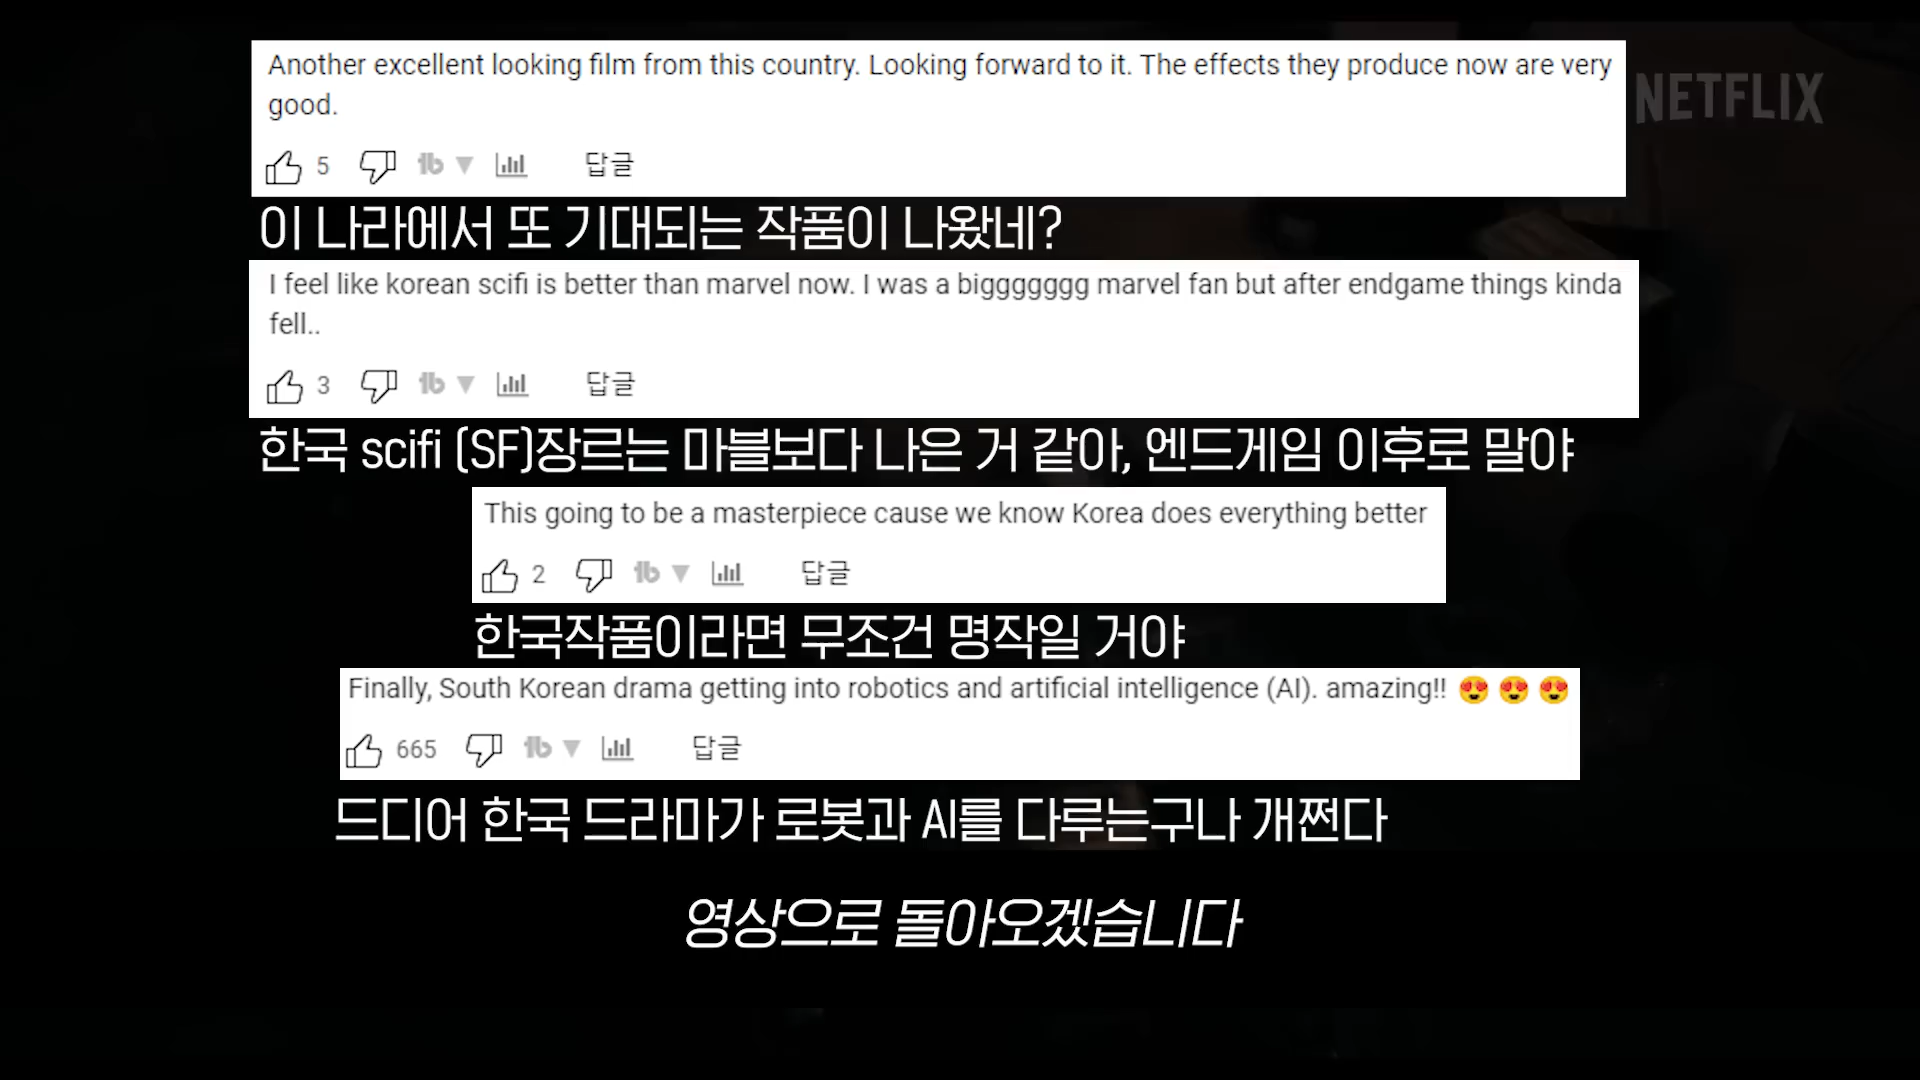 Another excellent looking film from this country. Looking forward to it. The effects they produce now are very
good.
NETFLIX
5 답글
이 나라에서 또 기대되는 작품이 나왔네?
I feel like korean scifi is better than marvel now. I was a biggggggg marvel fan but after endgame things kinda
fell..
3 답글
한국 scifi (SF)장르는 마블보다 나은 거 같아, 엔드게임 이후로 말야
This going to be a masterpiece cause we know Korea does everything better
2 답글
한국작품이라면 무조건 명작일 거야
Finally, South Korean drama getting into robotics and artificial intelligence (AI). amazing!! 😍 😍 😍
665 답글
드디어 한국 드라마가 로봇과 AI를 다루는구나 개쩐다
영상으로 돌아오겠습니다